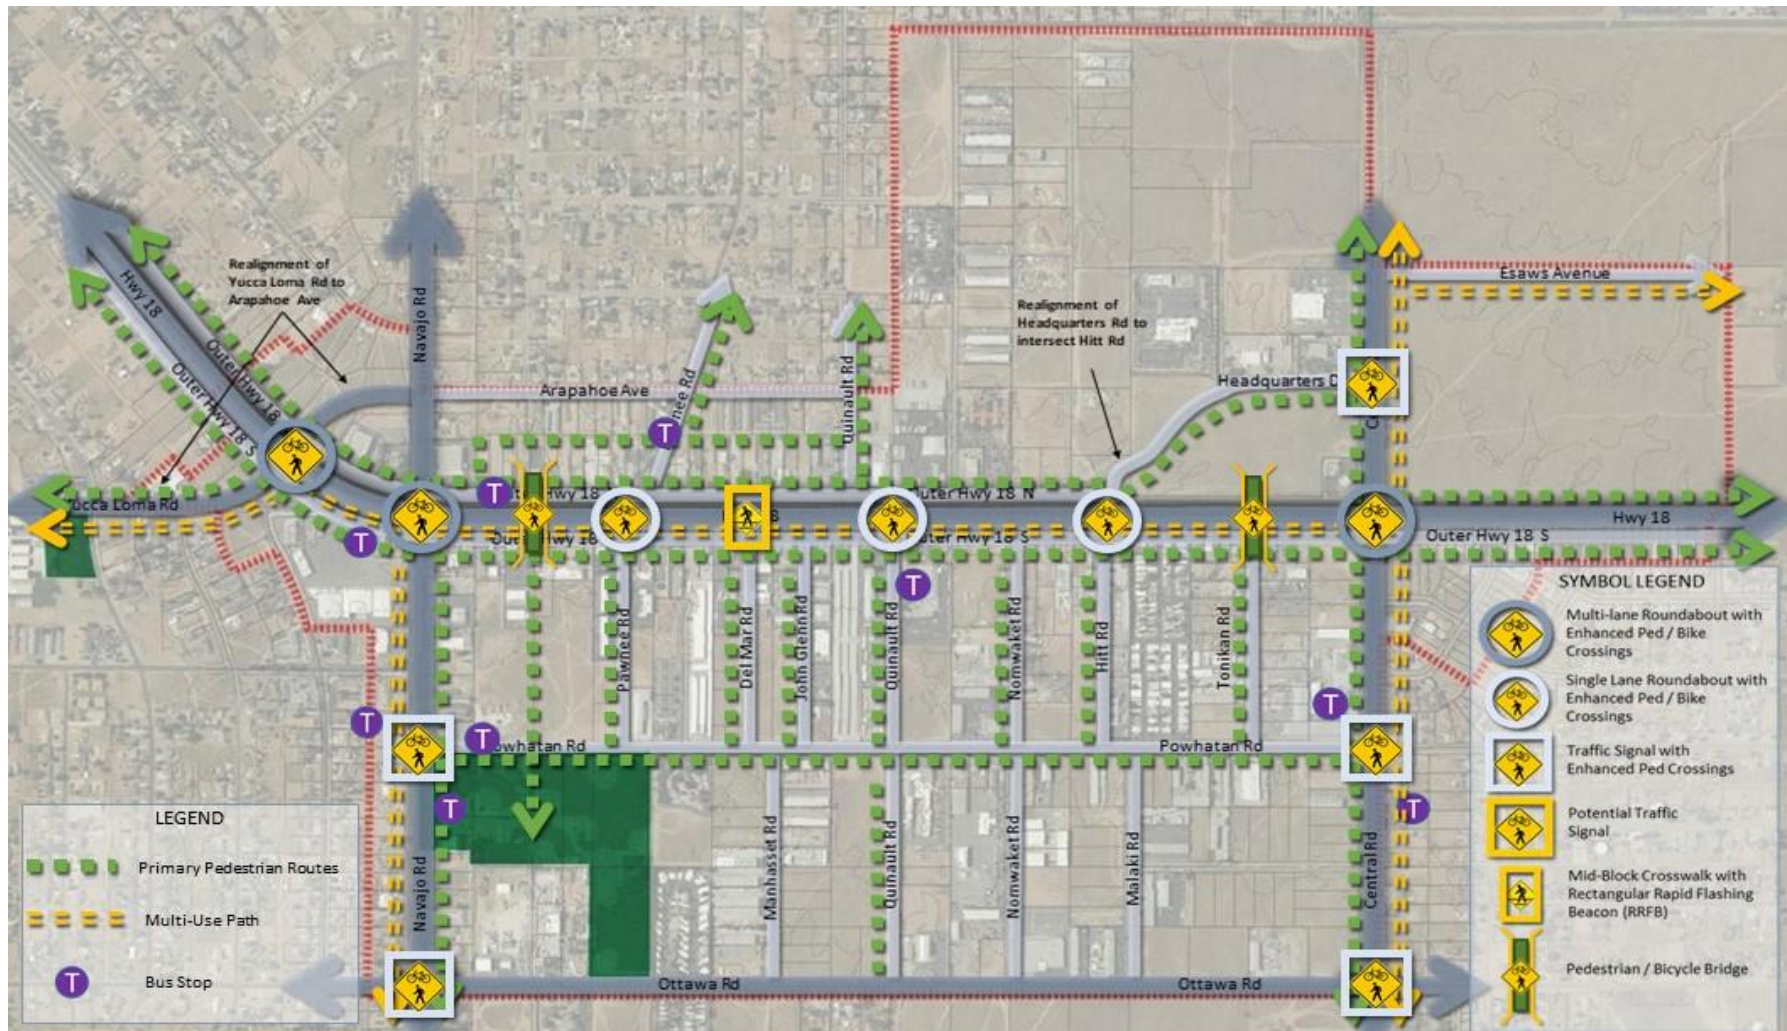 Realignment of
Yucca Loma Rd to
Arapahoe Ave
Hwy 18
Outer Hwy 18
Outer Hwy 18 S
Navajo Rd
Arapahoe Ave
Quinault Rd
Realignment of
Headquarters Rd to
intersect Hitt Rd
Headquarters D
Esaws Avenue
T
T
Hwy 18
Outer Hwy 18 N
Loma Rd
T
Outer Hwy 18 S
Hwy 18
Outer Hwy 18 S
T
Pawnee Rd
Del Mar Rd
John Glenn Rd
Quinault Rd
Nomwaket Rd
Hitt Rd
Tonikan Rd
T
T
T
Powhatan Rd
T
T
Navajo Rd
Manhasset Rd
Quinault Rd
Nomwaket Rd
Malaki Rd
Central Rd
Ottawa Rd
Ottawa Rd
LEGEND
Primary Pedestrian Routes
Multi-Use Path
T
Bus Stop
SYMBOL LEGEND
Multi-lane Roundabout with
Enhanced Ped / Bike
Crossings
Single Lane Roundabout with
Enhanced Ped / Bike
Crossings
Traffic Signal with
Enhanced Ped Crossings
Potential Traffic
Signal
Mid-Block Crosswalk with
Rectangular Rapid Flashing
Beacon (RRFB)
Pedestrian / Bicycle Bridge